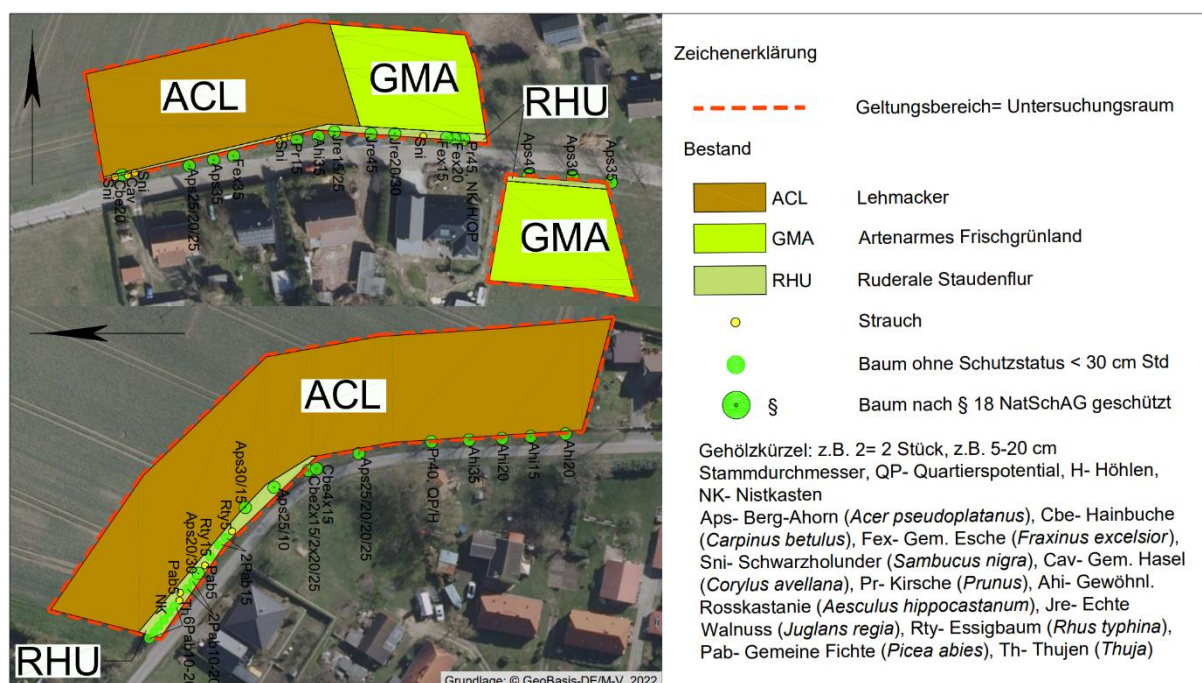 ACL
GMA
RHU
Sni
Cbe20
Cav
Sni
Aps25/20/25
Aps35
Fex35
Sni
Pr15
Ahi35
Jre15/25
Jre45
Jre20/30
Sni
Fex15
Fex20
Pr45, NK/H/QP
Aps40
Aps30
Aps35
GMA
ACL
Aps30/15
Aps25/10
Cbe4x15
Cbe2x15/2x20/25
Aps25/20/20/25
Pr40, QP/H
Ahi35
Ahi20
Ahi15
Ahi20
Rty5
2Pab15
Rty15
Pab5
Aps20/30
Pab5
NK
RHU
Grundlage: © GeoBasis-DE/M-V, 2022
Zeichenerklärung
Geltungsbereich= Untersuchungsraum
Bestand
ACL Lehmacker
GMA Artenarmes Frischgrünland
RHU Ruderale Staudenflur
Strauch
Baum ohne Schutzstatus < 30 cm Std
§ Baum nach § 18 NatSchAG geschützt
Gehölzkürzel: z.B. 2= 2 Stück, z.B. 5-20 cm
Stammdurchmesser, QP- Quartierspotential, H- Höhlen,
NK- Nistkasten
Aps- Berg-Ahorn (Acer pseudoplatanus), Cbe- Hainbuche
(Carpinus betulus), Fex- Gem. Esche (Fraxinus excelsior),
Sni- Schwarzholunder (Sambucus nigra), Cav- Gem. Hasel
(Corylus avellana), Pr- Kirsche (Prunus), Ahi- Gewöhnl.
Rosskastanie (Aesculus hippocastanum), Jre- Echte
Walnuss (Juglans regia), Rty- Essigbaum (Rhus typhina),
Pab- Gemeine Fichte (Picea abies), Th- Thujen (Thuja)